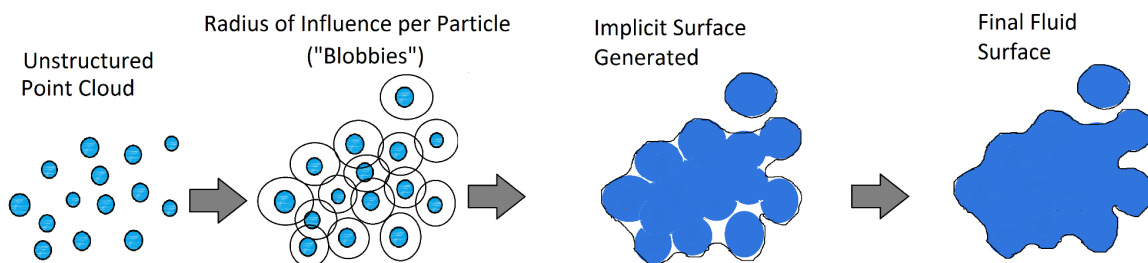 Unstructured
Point Cloud
Radius of Influence per Particle
("Blobbies")
Implicit Surface
Generated
Final Fluid
Surface